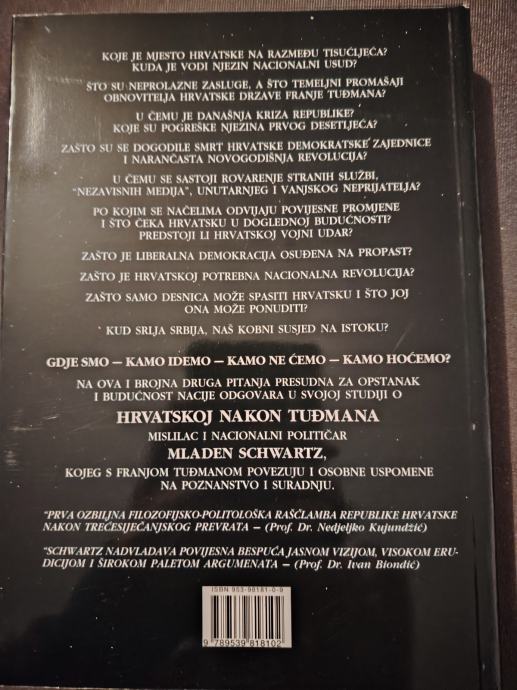 KOJE JE MJESTO HRVATSKE NA RAZMEĐU TISUĆLJEĆA?
KUDA JE VODI NJEZIN NACIONALNI USUD?
ŠTO SU NEPROLAZNE ZASLUGE, A ŠTO TEMELJNI PROMAŠAJI
OBNOVITELJA HRVATSKE DRZAVE FRANJE TUĐMANA?
U ČEMU JE DANAŠNJA KRIZA REPUBLIKE?
KOJE SU POGREŠKE NJEZINA PRVOG DESETLJEĆA?
ZAŠTO SU SE DOGODILE SMRT HRVATSKE DEMOKRATSKE ZAJEDNICE
I NARANČASTA NOVOGODIŠNJA REVOLUCIJA?
U ČEMU SE SASTOJI ROVARENJE STRANIH SLUŽBI,
"NEZAVISNIH MEDIJA", UNUTARNJEG I VANJSKOG NEPRIJATELJA?
PO KOJIM SE NAČELIMA ODVIJAJU POVIJESNE PROMJENE
I ŠTO ČEKA HRVATSKU U DOGLEDNOJ BUDUĆNOSTI?
PREDSTOJI LI HRVATSKOJ VOJNI UDAR?
ZAŠTO JE LIBERALNA DEMOKRACIJA OSUĐENA NA PROPAST?
ZAŠTO JE HRVATSKOJ POTREBNA NACIONALNA REVOLUCIJA?
ZAŠTO SAMO DESNICA MOŽE SPASITI HRVATSKU I ŠTO JOJ
ONA MOŽE PONUDITI?
KUD SRLJA SRBIJA, NAŠ KOBNI SUSJED NA ISTOKU?
GDJE SMO – KAMO IDEMO – KAMO NE ĆEMO – KAMO HOĆEMO?
NA OVA I BROJNA DRUGA PITANJA PRESUDNA ZA OPSTANAK
I BUDUĆNOST NACIJE ODGOVARA U SVOJOJ STUDIJI O
HRVATSKOJ NAKON TUĐMANA
MISLILAC I NACIONALNI POLITIČAR
MLADEN SCHWARTZ,
KOJEG S FRANJOM TUĐMANOM POVEZUJU I OSOBNE USPOMENE
NA POZNANSTVO I SURADNJU.
"PRVA OZBILJNA FILOZOFIJSKO-POLITOLOŠKA RAŠČLAMBA REPUBLIKE HRVATSKE
NAKON TREĆESIJEČANJSKOG PREVRATA – (Prof. Dr. Nedjeljko Kujundžić)
"SCHWARTZ NADVLADAVA POVIJESNA BESPUĆA JASNOM VIZIJOM, VISOKOM ERU-
DICIJOM I ŠIROKOM PALETOM ARGUMENATA – (Prof. Dr. Ivan Biondić)
ISBN 953-98181-0-9
9 789539 818102